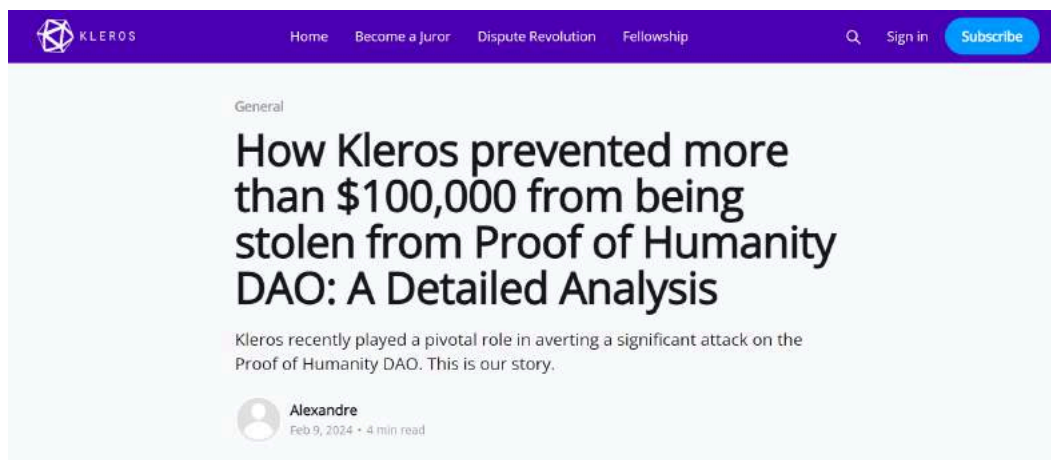 KLEROS
Home Become a Juror Dispute Revolution Fellowship
Sign in Subscribe
General
How Kleros prevented more
than $100,000 from being
stolen from Proof of Humanity
DAO: A Detailed Analysis
Kleros recently played a pivotal role in averting a significant attack on the
Proof of Humanity DAO. This is our story.
Alexandre
Feb 9, 2024 • 4 min read